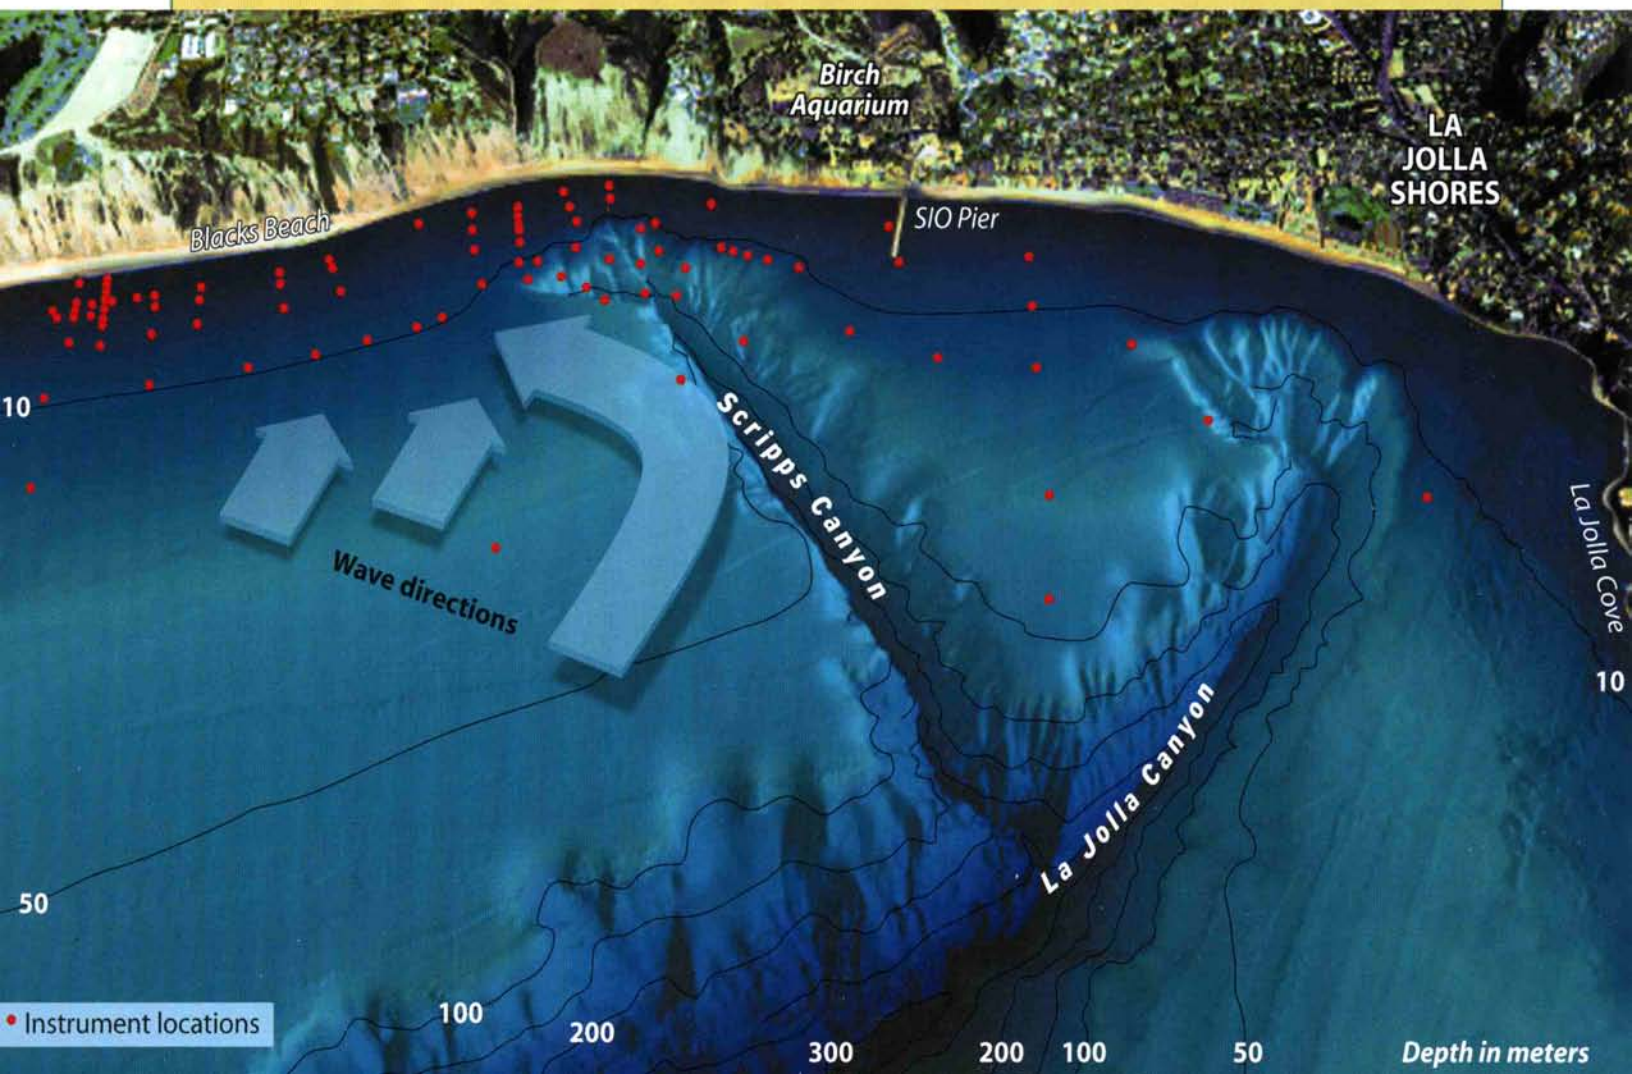 Birch
Aquarium
LA
JOLLA
SHORES
Blacks Beach
SIO Pier
10
Scripps Canyon
La Jolla Cove
Wave directions
10
La Jolla Canyon
50
100
200
300
200
100
50
Depth in meters
Instrument locations